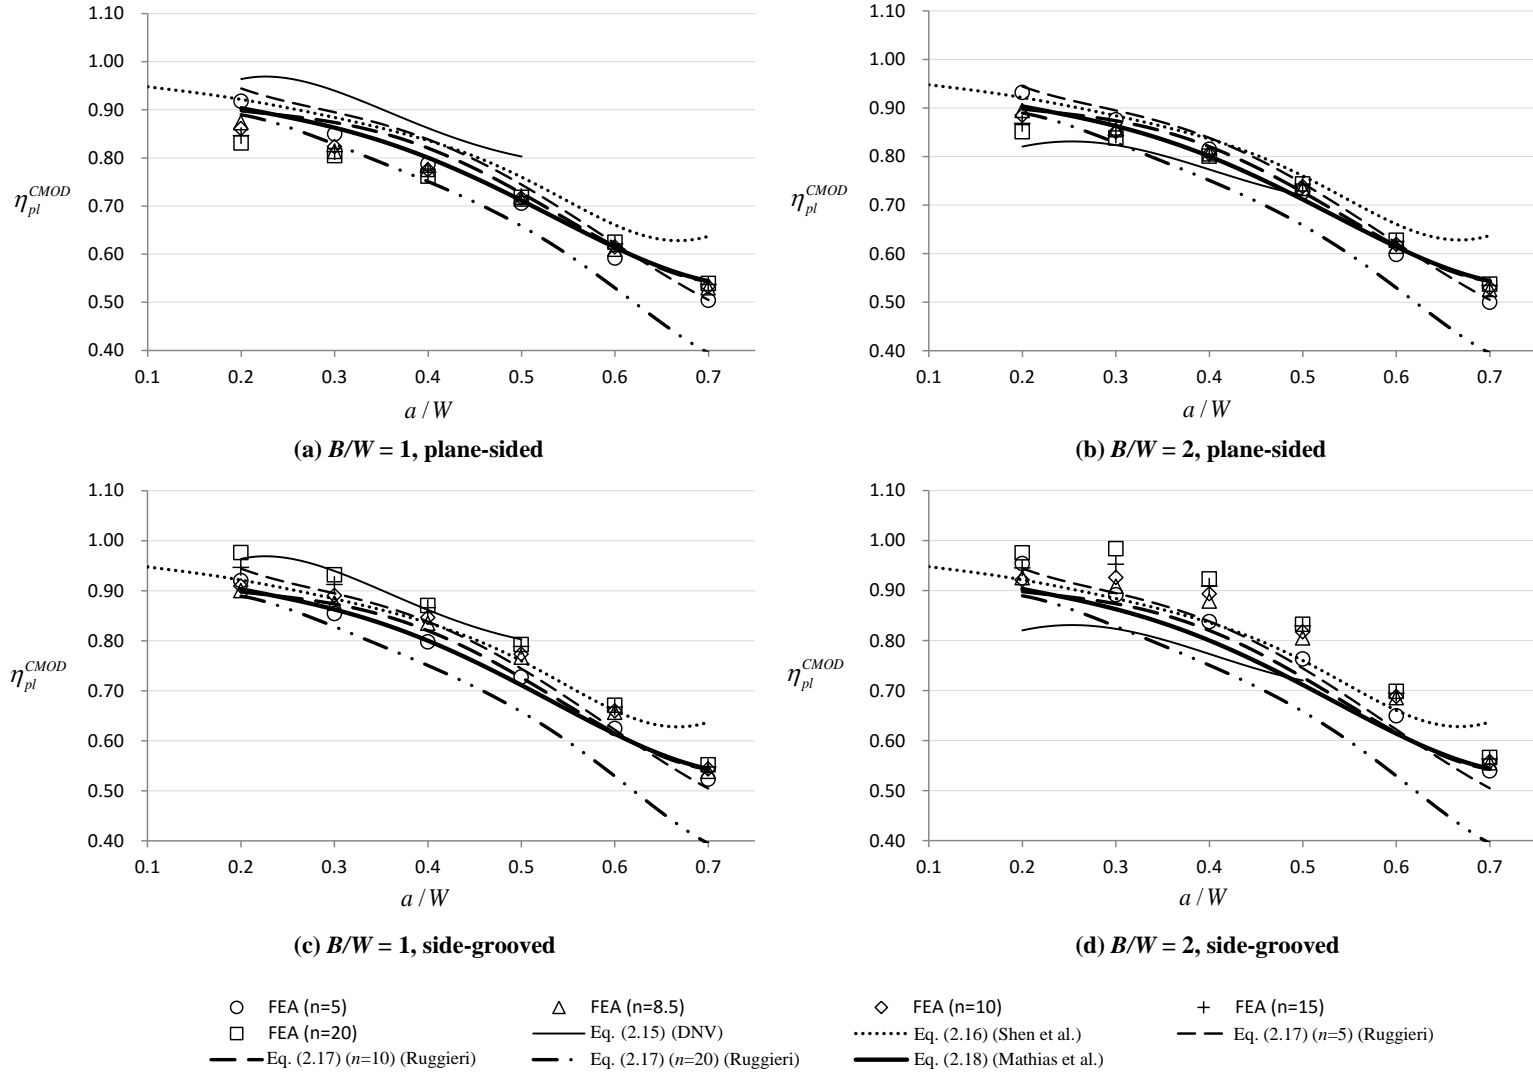 1.10
1.00
0.90
0.80
0.70
0.60
0.50
0.40
η_pl^CMOD
0.1 0.2 0.3 0.4 0.5 0.6 0.7
a / W
(a) B/W = 1, plane-sided
1.10
1.00
0.90
0.80
0.70
0.60
0.50
0.40
η_pl^CMOD
0.1 0.2 0.3 0.4 0.5 0.6 0.7
a / W
(b) B/W = 2, plane-sided
1.10
1.00
0.90
0.80
0.70
0.60
0.50
0.40
η_pl^CMOD
0.1 0.2 0.3 0.4 0.5 0.6 0.7
a / W
(c) B/W = 1, side-grooved
1.10
1.00
0.90
0.80
0.70
0.60
0.50
0.40
η_pl^CMOD
0.1 0.2 0.3 0.4 0.5 0.6 0.7
a / W
(d) B/W = 2, side-grooved
FEA (n=5) FEA (n=8.5) FEA (n=10) FEA (n=15)
FEA (n=20) Eq. (2.15) (DNV) Eq. (2.16) (Shen et al.) Eq. (2.17) (n=5) (Ruggieri)
Eq. (2.17) (n=10) (Ruggieri) Eq. (2.17) (n=20) (Ruggieri) Eq. (2.18) (Mathias et al.)